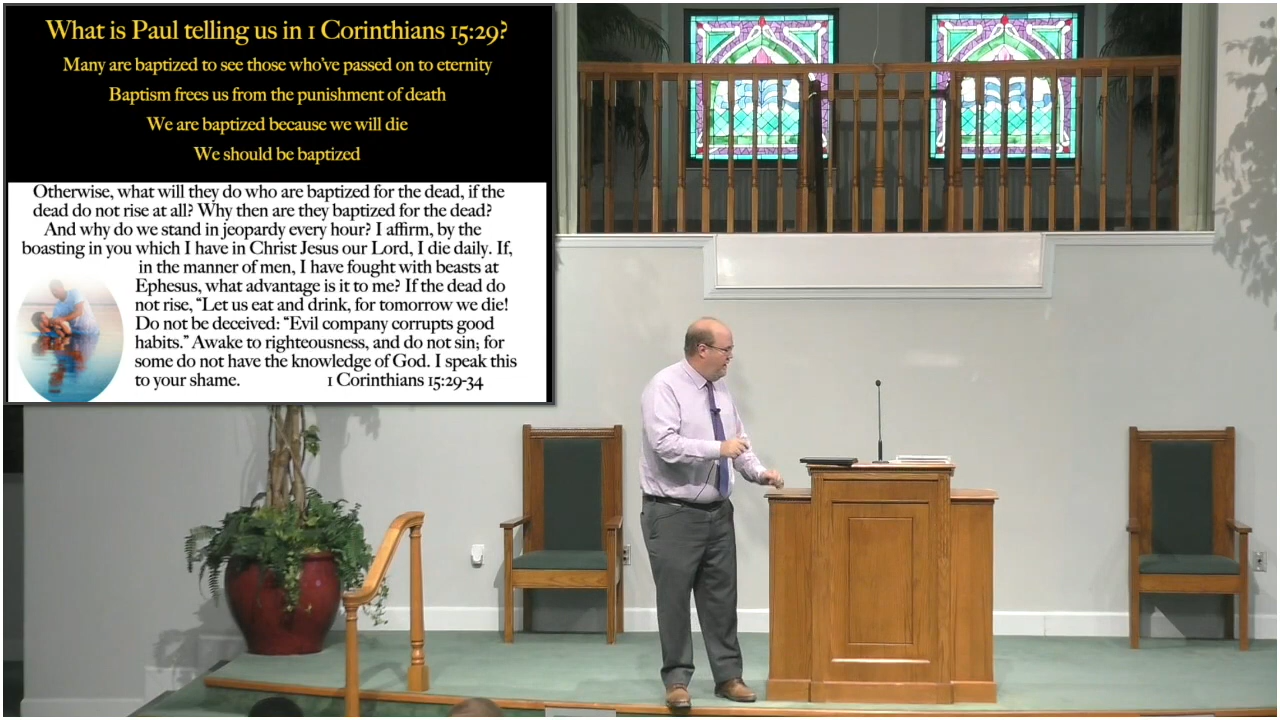 What is Paul telling us in 1 Corinthians 15:29?
Many are baptized to see those who've passed on to eternity
Baptism frees us from the punishment of death
We are baptized because we will die
We should be baptized
Otherwise, what will they do who are baptized for the dead, if the
dead do not rise at all? Why then are they baptized for the dead?
And why do we stand in jeopardy every hour? I affirm, by the
boasting in you which I have in Christ Jesus our Lord, I die daily. If,
in the manner of men, I have fought with beasts at
Ephesus, what advantage is it to me? If the dead do
not rise, “Let us eat and drink, for tomorrow we die!
Do not be deceived: “Evil company corrupts good
habits.” Awake to righteousness, and do not sin; for
some do not have the knowledge of God. I speak this
to your shame. 1 Corinthians 15:29-34